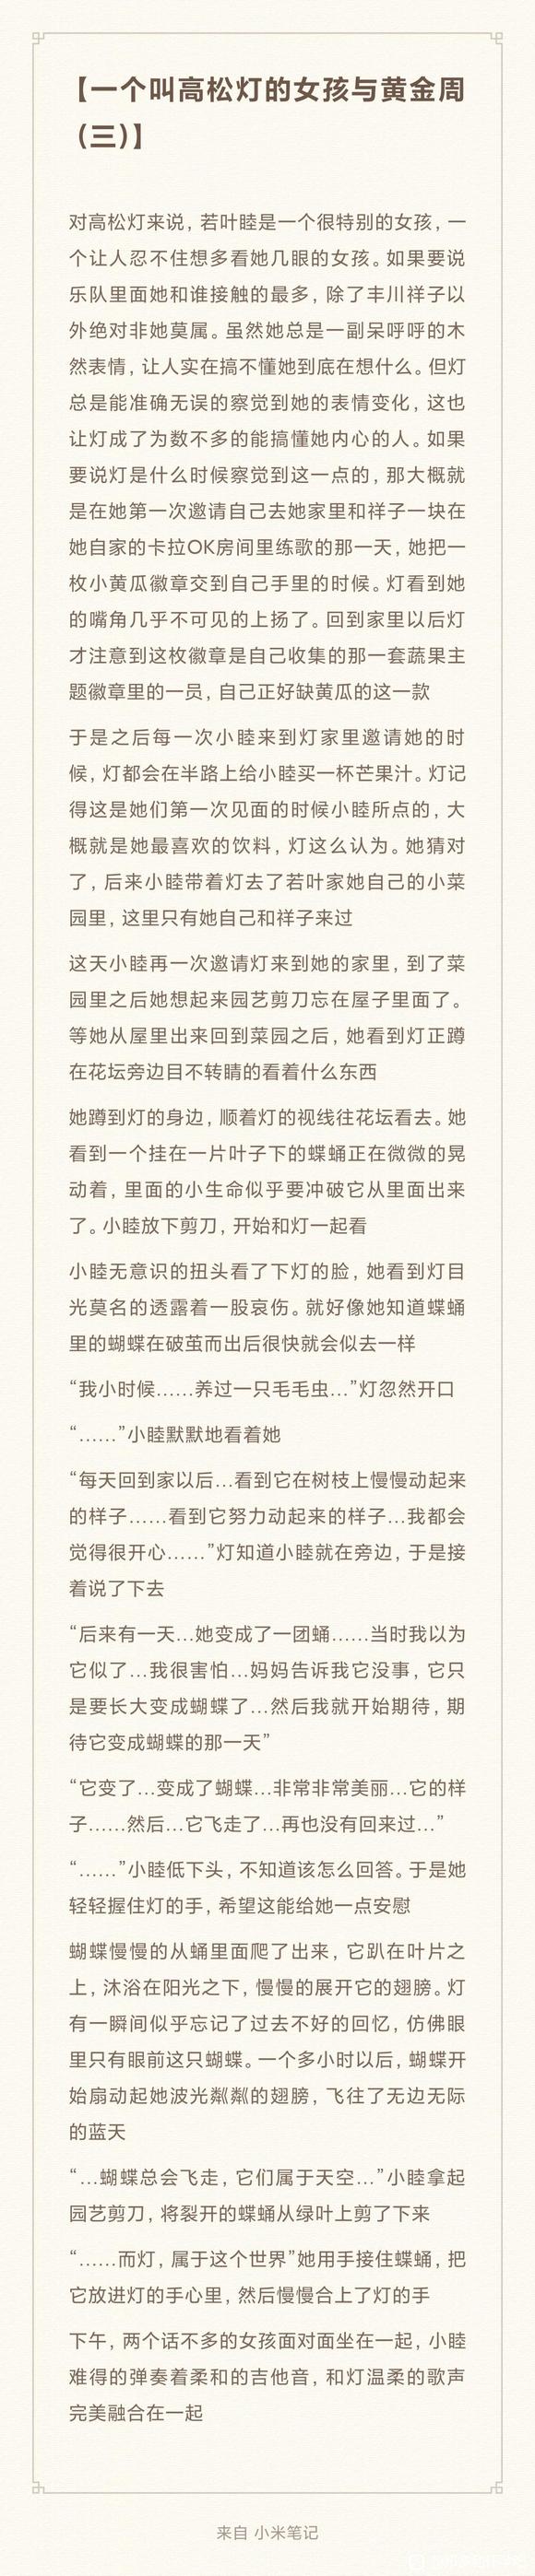 【一个叫高松灯的女孩与黄金周
（三）】
对高松灯来说，若叶睦是一个很特别的女孩，一
个让人忍不住想多看她几眼的女孩。如果要说
乐队里面她和谁接触的最多，除了丰川祥子以
外绝对非她莫属。虽然她总是一副呆呼呼的木
然表情，让人实在搞不懂她到底在想什么。但灯
总是能准确无误的察觉到她的表情变化，这也
让灯成了为数不多的能搞懂她内心的人。如果
要说灯是什么时候察觉到这一点的，那大概就
是在她第一次邀请自己去她家里和祥子一块在
她自家的卡拉OK房间里练歌的那一天，她把一
枚小黄瓜徽章交到自己手里的时候。灯看到她
的嘴角几乎不可见的上扬了。回到家里以后灯
才注意到这枚徽章是自己收集的那一套蔬果主
题徽章里的一员，自己正好缺黄瓜的这一款
于是之后每一次小睦来到灯家里邀请她的时
候，灯都会在半路上给小睦买一杯芒果汁。灯记
得这是她们第一次见面的时候小睦所点的，大
概就是她最喜欢的饮料，灯这么认为。她猜对
了，后来小睦带着灯去了若叶家她自己的小菜
园里，这里只有她自己和祥子来过
这天小睦再一次邀请灯来到她的家里，到了菜
园里之后她想起来园艺剪刀忘在屋子里面了。
等她从屋里出来回到菜园之后，她看到灯正蹲
在花坛旁边目不转睛的看着什么东西
她蹲到灯的身边，顺着灯的视线往花坛看去。她
看到一个挂在一片叶子下的蝶蛹正在微微的晃
动着，里面的小生命似乎要冲破它从里面出来
了。小睦放下剪刀，开始和灯一起看
小睦无意识的扭头看了下灯的脸，她看到灯目
光莫名的透露着一股哀伤。就好像她知道蝶蛹
里的蝴蝶在破茧而出后很快就会似去一样
“我小时候……养过一只毛毛虫…”灯忽然开口
“……”小睦默默地看着她
“每天回到家以后…看到它在树枝上慢慢动起来
的样子……看到它努力动起来的样子…我都会
觉得很开心……”灯知道小睦就在旁边，于是接
着说了下去
“后来有一天…她变成了一团蛹……当时我以为
它似了…我很害怕…妈妈告诉我它没事，它只
是要长大变成蝴蝶了…然后我就开始期待，期
待它变成蝴蝶的那一天”
“它变了…变成了蝴蝶…非常非常美丽…它的样
子……然后…它飞走了…再也没有回来过…”
“……”小睦低下头，不知道该怎么回答。于是她
轻轻握住灯的手，希望这能给她一点安慰
蝴蝶慢慢的从蛹里面爬了出来，它趴在叶片之
上，沐浴在阳光之下，慢慢的展开它的翅膀。灯
有一瞬间似乎忘记了过去不好的回忆，仿佛眼
里只有眼前这只蝴蝶。一个多小时以后，蝴蝶开
始扇动起她波光粼粼的翅膀，飞往了无边无际
的蓝天
“…蝴蝶总会飞走，它们属于天空…”小睦拿起
园艺剪刀，将裂开的蝶蛹从绿叶上剪了下来
“……而灯，属于这个世界”她用手接住蝶蛹，把
它放进灯的手心里，然后慢慢合上了灯的手
下午，两个话不多的女孩面对面坐在一起，小睦
难得的弹奏着柔和的吉他音，和灯温柔的歌声
完美融合在一起
来自 小米笔记